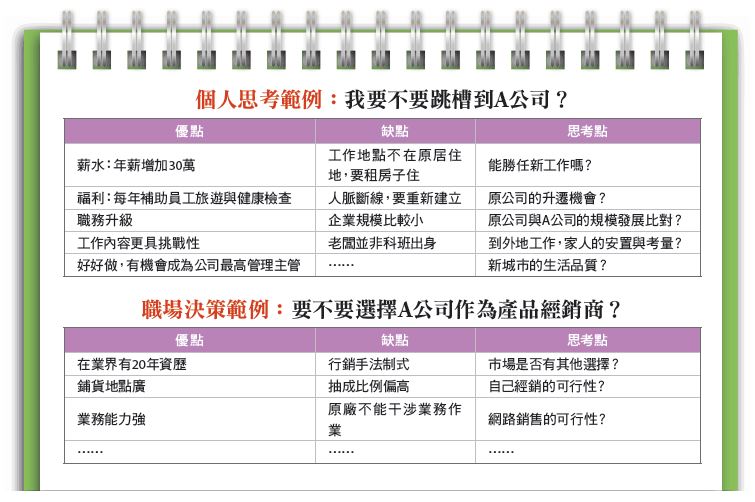 個人思考範例：我要不要跳槽到A公司？
優點 缺點 思考點
薪水：年薪增加30萬 工作地點不在原居住地，要租房子住 能勝任新工作嗎？
福利：每年補助員工旅遊與健康檢查 人脈斷線，要重新建立 原公司的升遷機會？
職務升級 企業規模比較小 原公司與A公司的規模發展比對？
工作內容更具挑戰性 老闆並非科班出身 到外地工作，家人的安置與考量？
好好做，有機會成為公司最高管理主管 …… 新城市的生活品質？
職場決策範例：要不要選擇A公司作為產品經銷商？
優點 缺點 思考點
在業界有20年資歷 行銷手法制式 市場是否有其他選擇？
鋪貨地點廣 抽成比例偏高 自己經銷的可行性？
業務能力強 原廠不能干涉業務作業 網路銷售的可行性？
…… …… ……